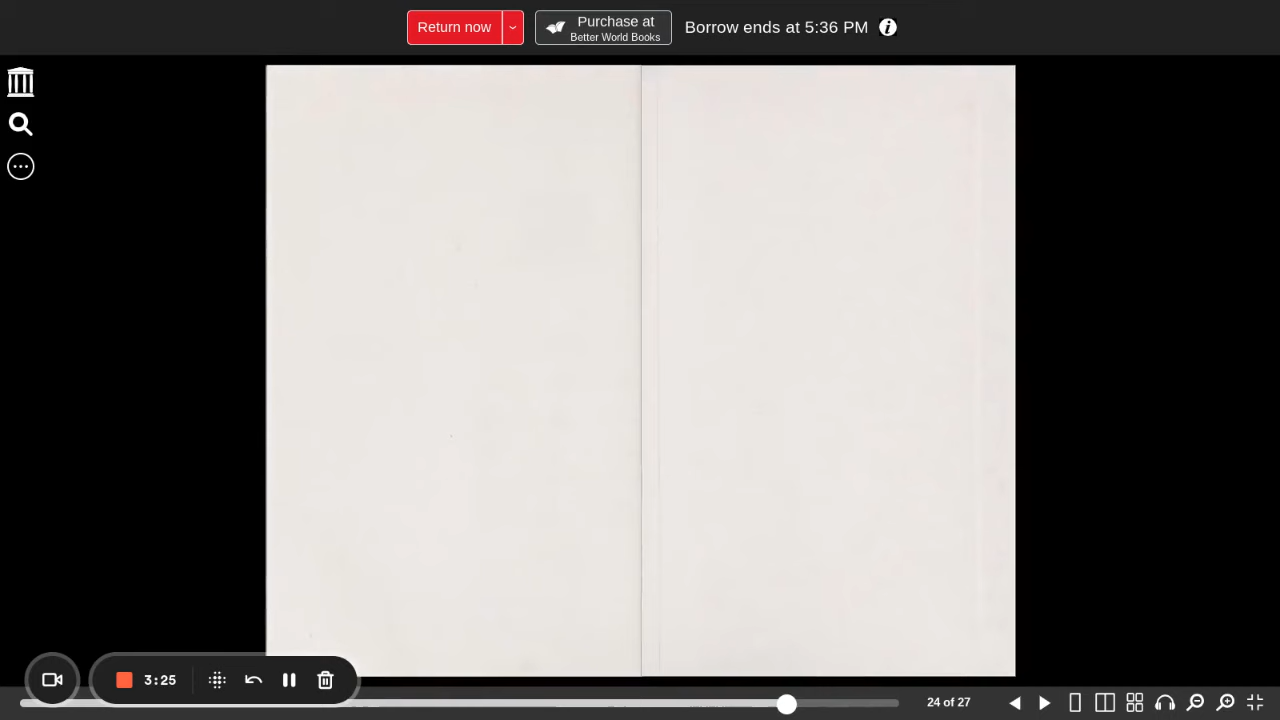 Return now
Purchase at
Better World Books
Borrow ends at 5:36 PM
3:25
24 of 27